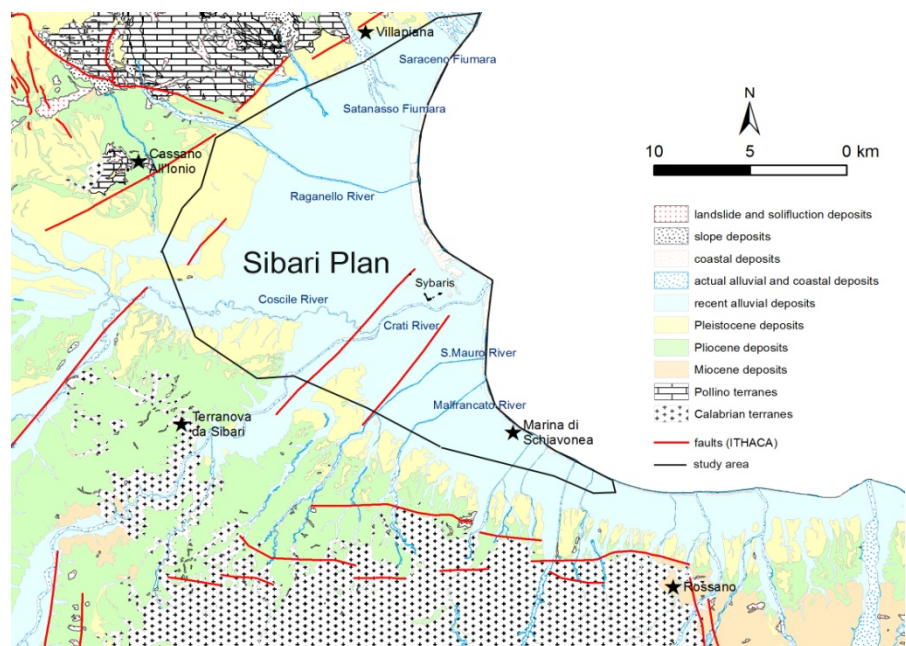 Villapiana
Saraceno Fiumara
Satanasso Fiumara
Cassano
All'Ionio
Raganello River
Sibari Plan
Sybaris
Coscile River
Crati River
S.Mauro River
Malfrancato River
Terranova
da Sibari
Marina di
Schiavonea
Rossano
N
10 5 0 km
landslide and solifluction deposits
slope deposits
coastal deposits
actual alluvial and coastal deposits
recent alluvial deposits
Pleistocene deposits
Pliocene deposits
Miocene deposits
Pollino terranes
Calabrian terranes
faults (ITHACA)
study area